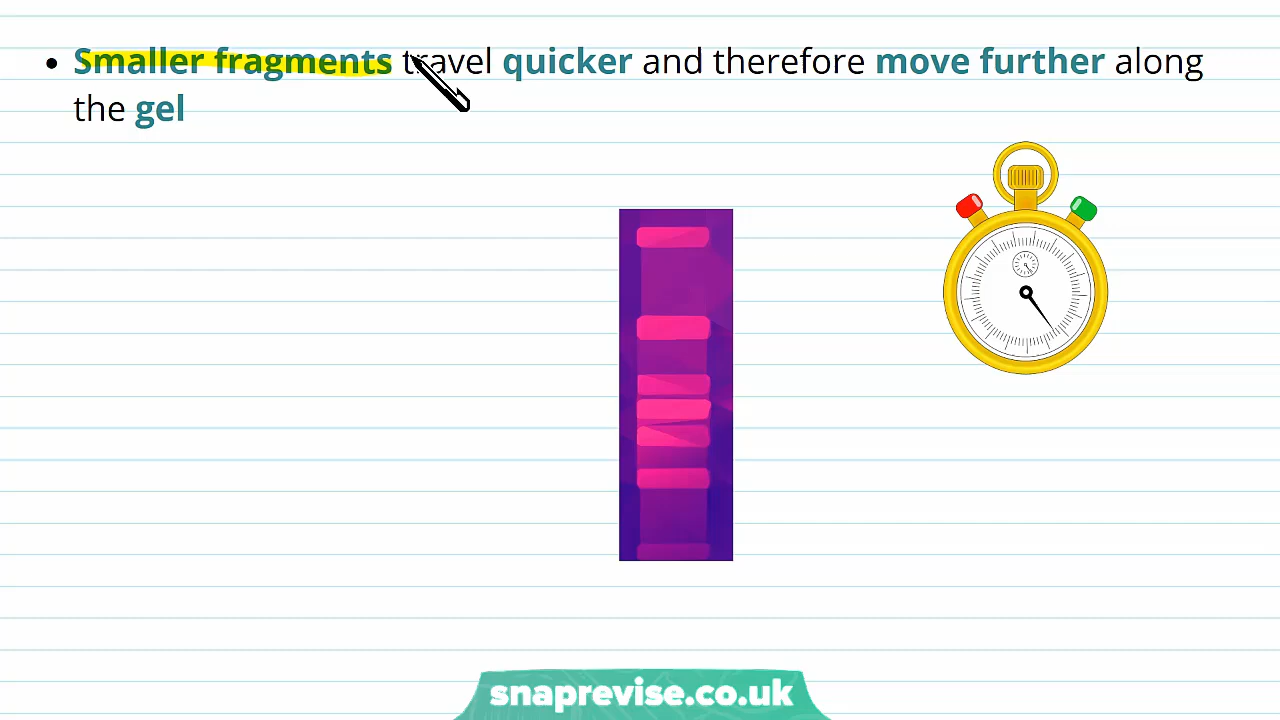 • Smaller fragments travel quicker and therefore move further along
the gel
snaprevise.co.uk